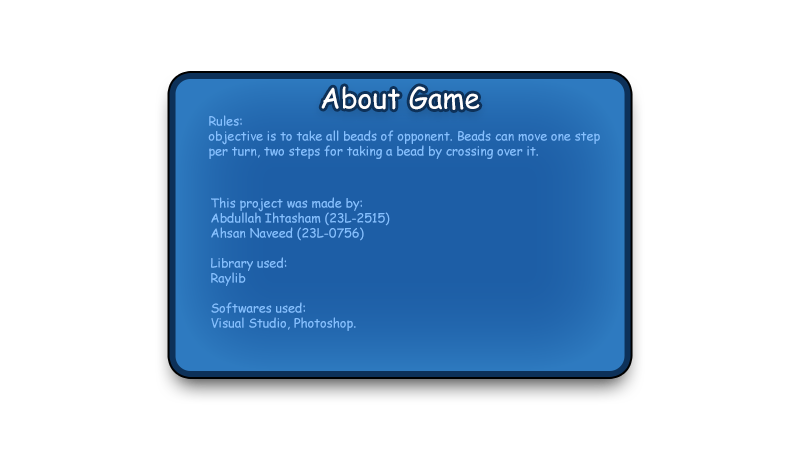 About Game
Rules:
objective is to take all beads of opponent. Beads can move one step
per turn, two steps for taking a bead by crossing over it.
This project was made by:
Abdullah Ihtasham (23L-2515)
Ahsan Naveed (23L-0756)
Library used:
Raylib
Softwares used:
Visual Studio, Photoshop.